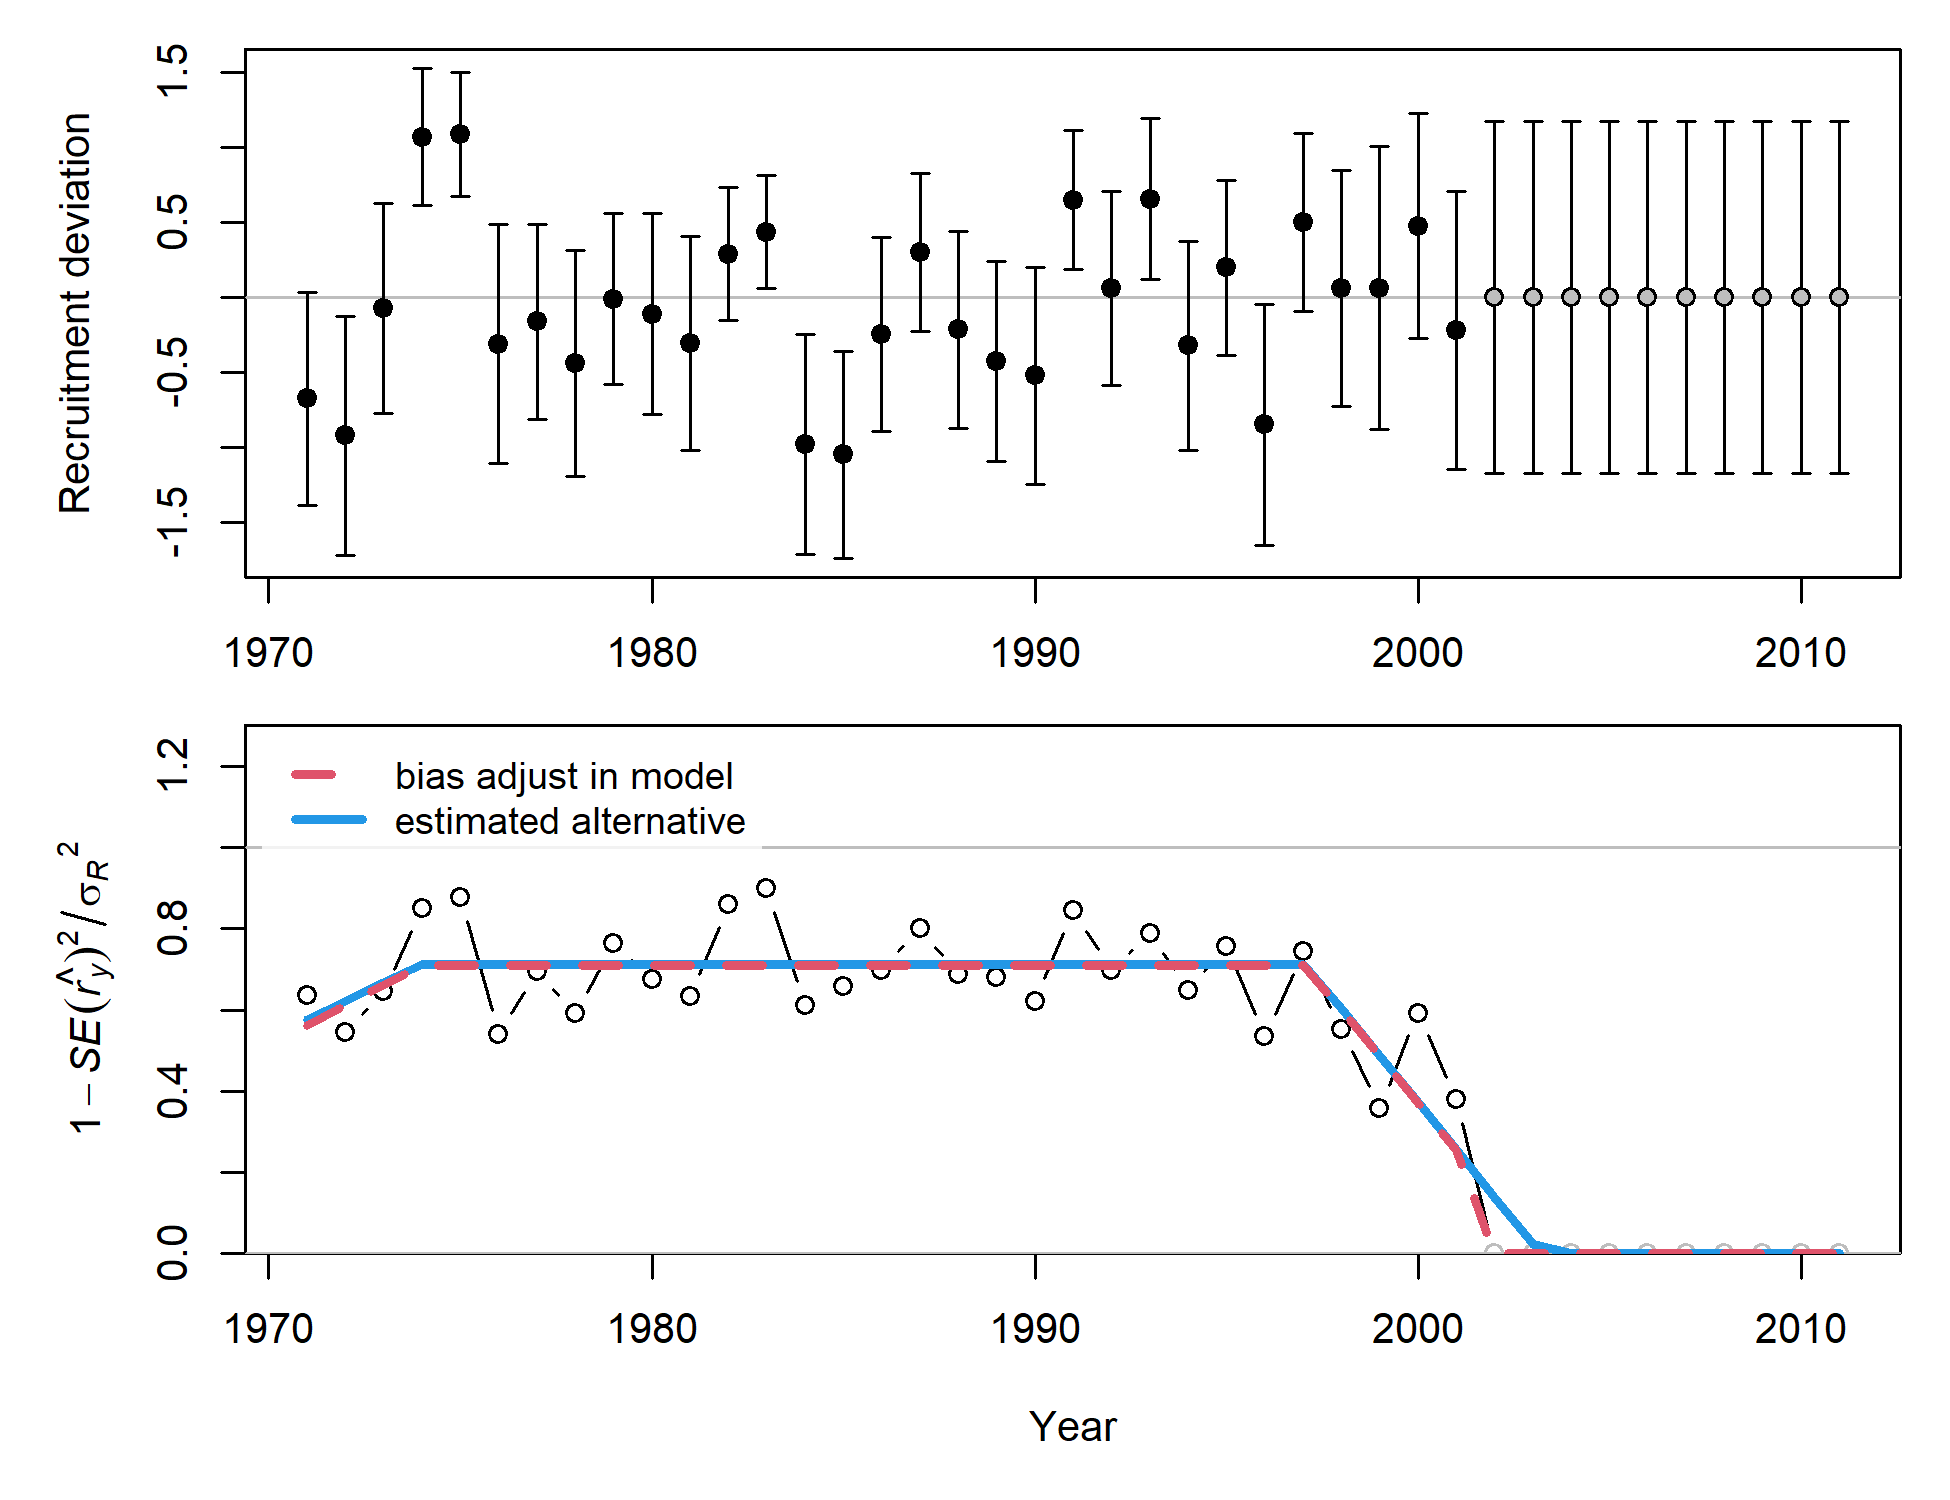 Recruitment deviation
1.5
0.5
-0.5
-1.5
1970 1980 1990 2000 2010
bias adjust in model
estimated alternative
1 − SE(r̂y)²/σR²
1.2
0.8
0.4
0.0
1970 1980 1990 2000 2010
Year